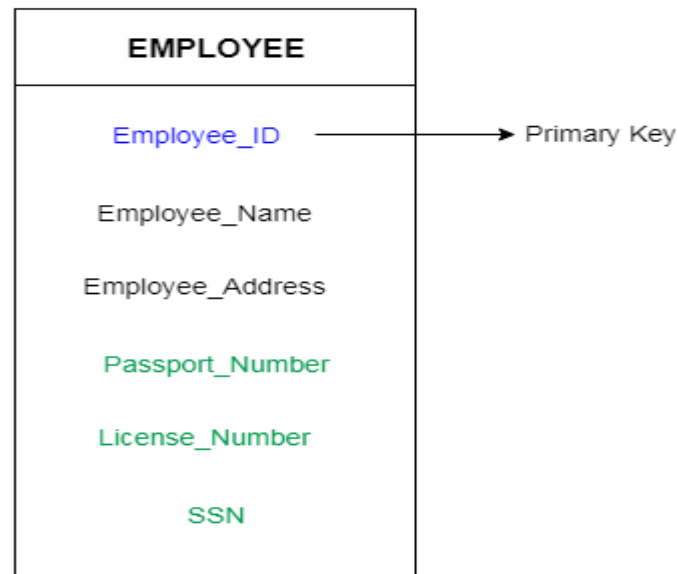 EMPLOYEE
Employee_ID
Primary Key
Employee_Name
Employee_Address
Passport_Number
License_Number
SSN